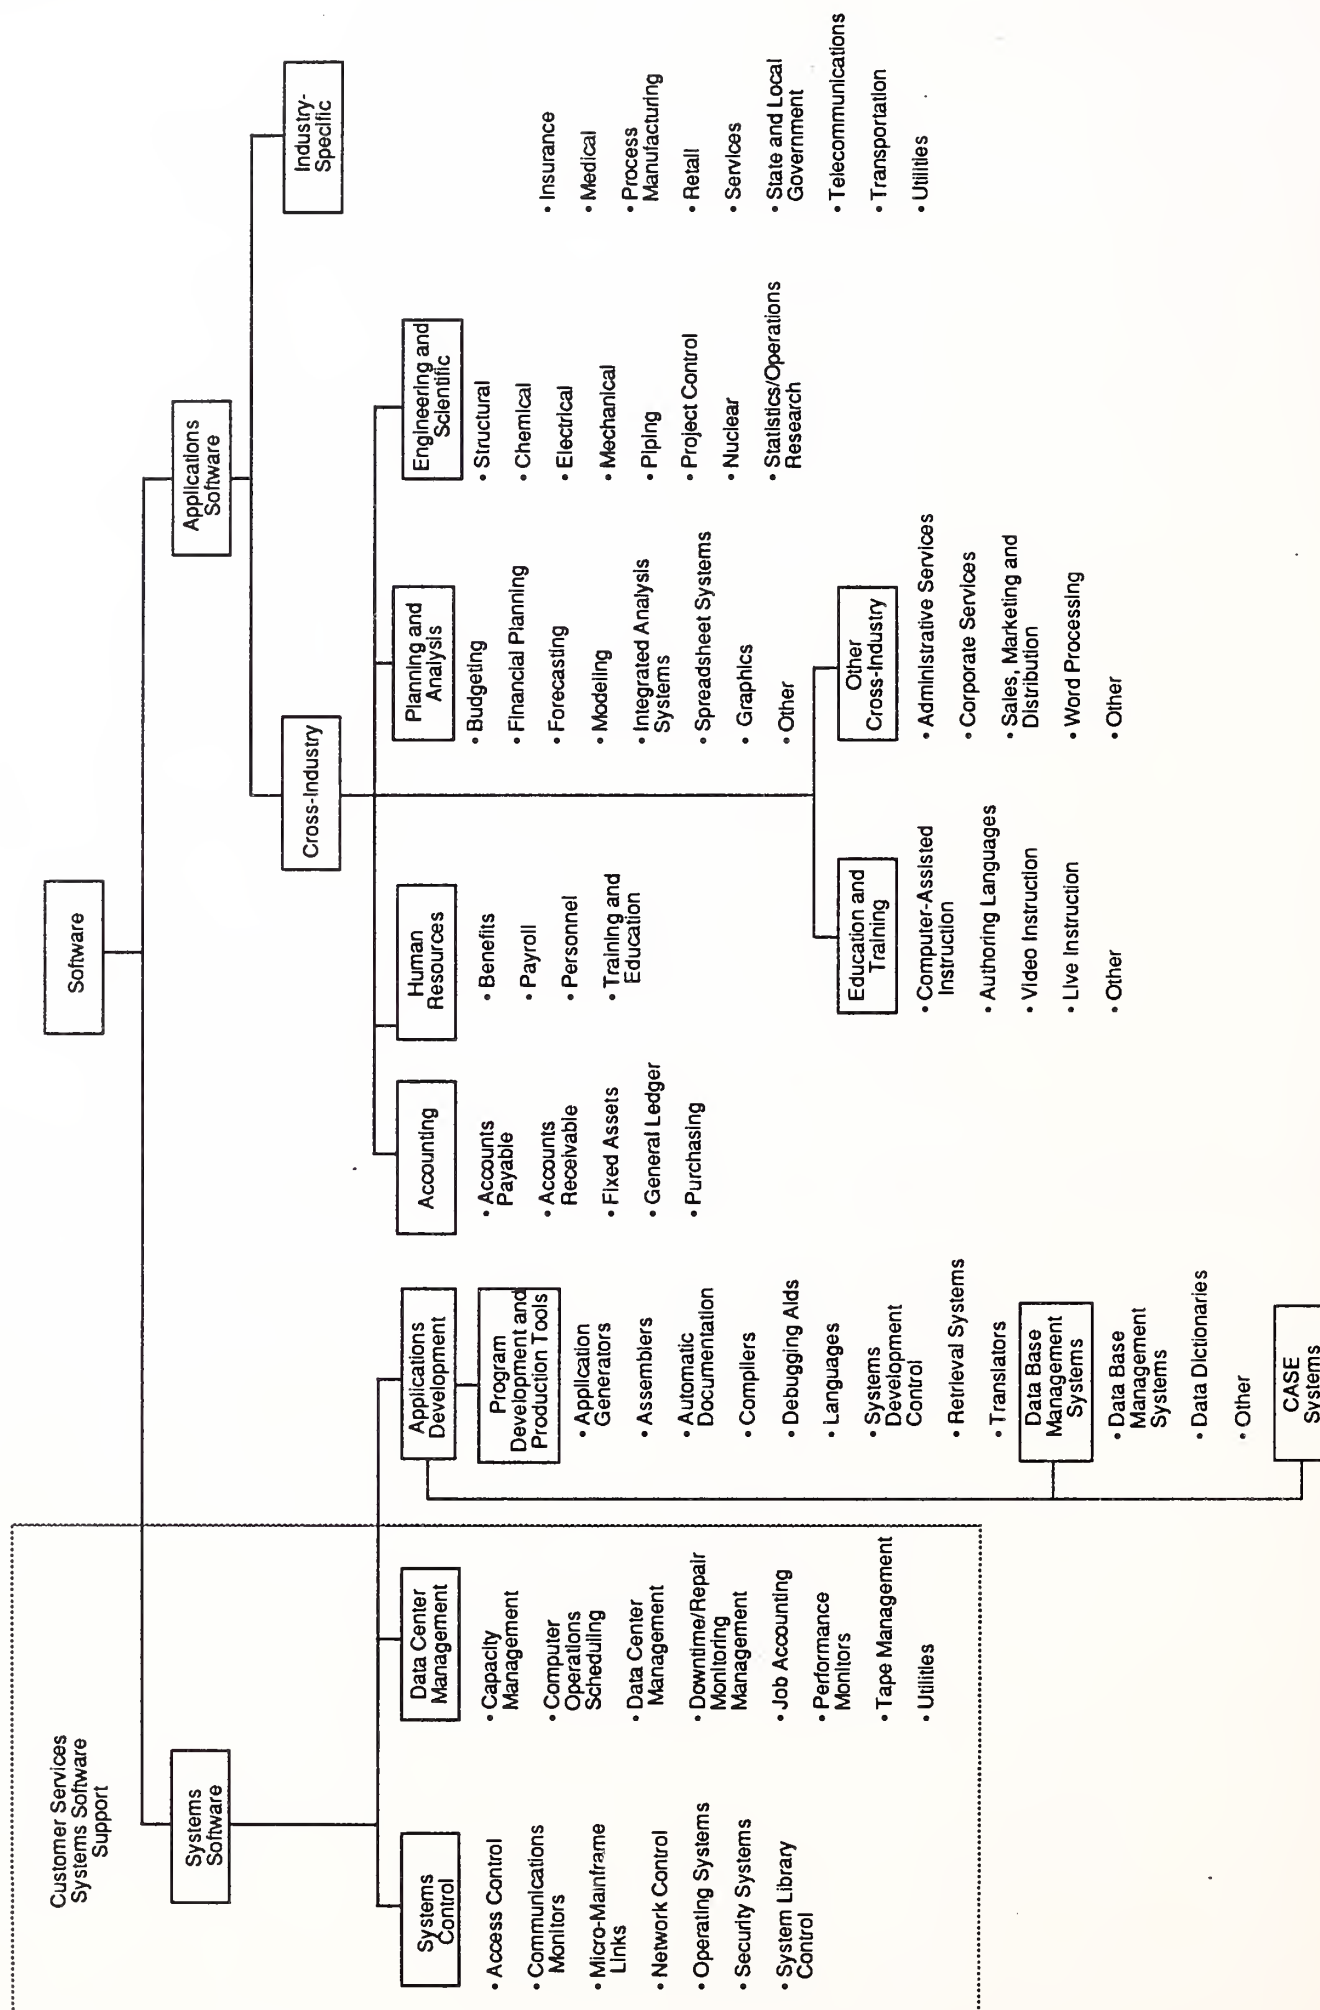 Software
Customer Services
Systems Software
Support
Systems
Software
Systems
Control
• Access Control
• Communications
Monitors
• Micro-Mainframe
Links
• Network Control
• Operating Systems
• Security Systems
• System Library
Control
Data Center
Management
• Capacity
Management
• Computer
Operations
Scheduling
• Data Center
Management
• Downtime/Repair
Monitoring
Management
• Job Accounting
• Performance
Monitors
• Tape Management
• Utilities
Applications
Development
Program
Development and
Production Tools
• Application
Generators
• Assemblers
• Automatic
Documentation
• Compilers
• Debugging Aids
• Languages
• Systems
Development
Control
• Retrieval Systems
• Translators
Data Base
Management
Systems
• Data Base
Management
Systems
• Data Dictionaries
• Other
CASE
Systems
Applications
Software
Cross-Industry
Accounting
• Accounts
Payable
• Accounts
Receivable
• Fixed Assets
• General Ledger
• Purchasing
Human
Resources
• Benefits
• Payroll
• Personnel
• Training and
Education
Planning and
Analysis
• Budgeting
• Financial Planning
• Forecasting
• Modeling
• Integrated Analysis
Systems
• Spreadsheet Systems
• Graphics
• Other
Engineering and
Scientific
• Structural
• Chemical
• Electrical
• Mechanical
• Piping
• Project Control
• Nuclear
• Statistics/Operations
Research
Education and
Training
• Computer-Assisted
Instruction
• Authoring Languages
• Video Instruction
• Live Instruction
• Other
Other
Cross-Industry
• Administrative Services
• Corporate Services
• Sales, Marketing and
Distribution
• Word Processing
• Other
Industry-
Specific
• Insurance
• Medical
• Process
Manufacturing
• Retail
• Services
• State and Local
Government
• Telecommunications
• Transportation
• Utilities